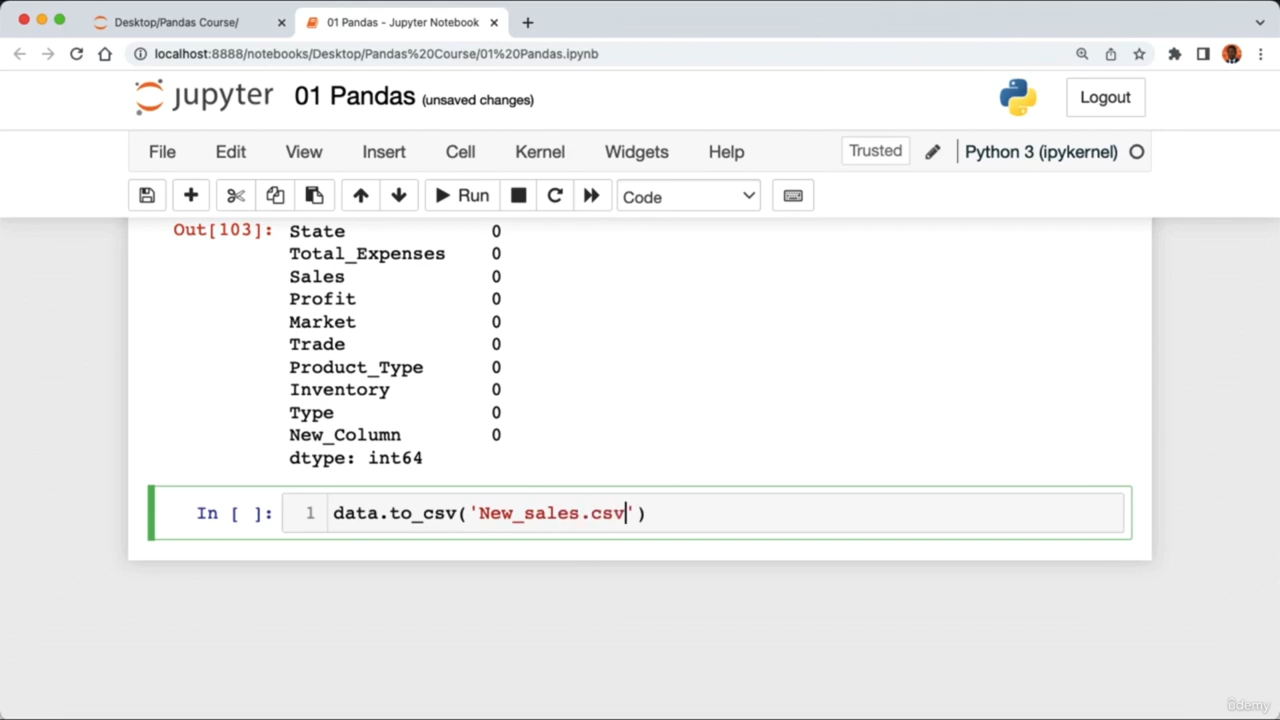 Desktop/Pandas Course/
01 Pandas - Jupyter Notebook
localhost:8888/notebooks/Desktop/Pandas%20Course/01%20Pandas.ipynb
jupyter 01 Pandas (unsaved changes)
Logout
File Edit View Insert Cell Kernel Widgets Help Trusted Python 3 (ipykernel)
Run Code
Out[103]: State 0
Total_Expenses 0
Sales 0
Profit 0
Market 0
Trade 0
Product_Type 0
Inventory 0
Type 0
New_Column 0
dtype: int64
In [ ]: 1 data.to_csv('New_sales.csv')
ûdemy